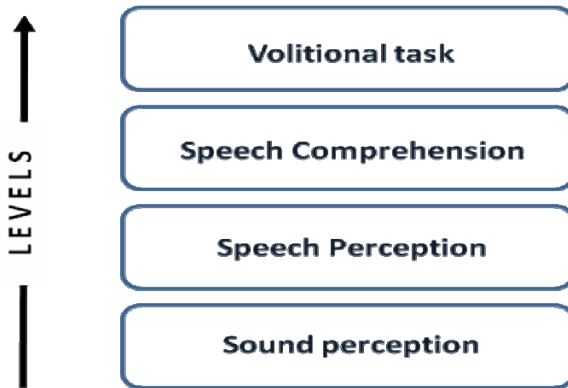 Volitional task
Speech Comprehension
Speech Perception
Sound perception
LEVELS